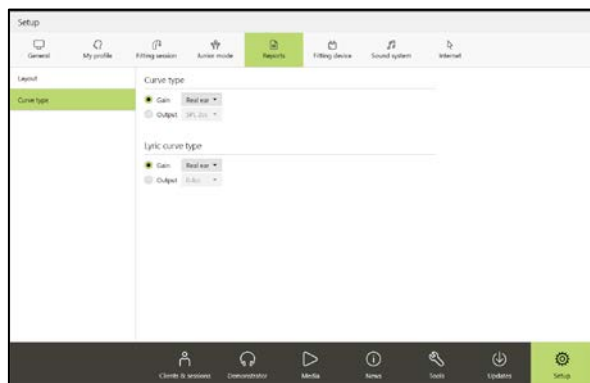 Setup
General My profile Fitting session Junior mode Reports Fitting device Sound system Internet
Layout
Curve type
Curve type
Gain Real ear
Output SPL 2cc
Lyric curve type
Gain Real ear
Output
Clients & sessions Demonstrator Media News Tools Updates Setup